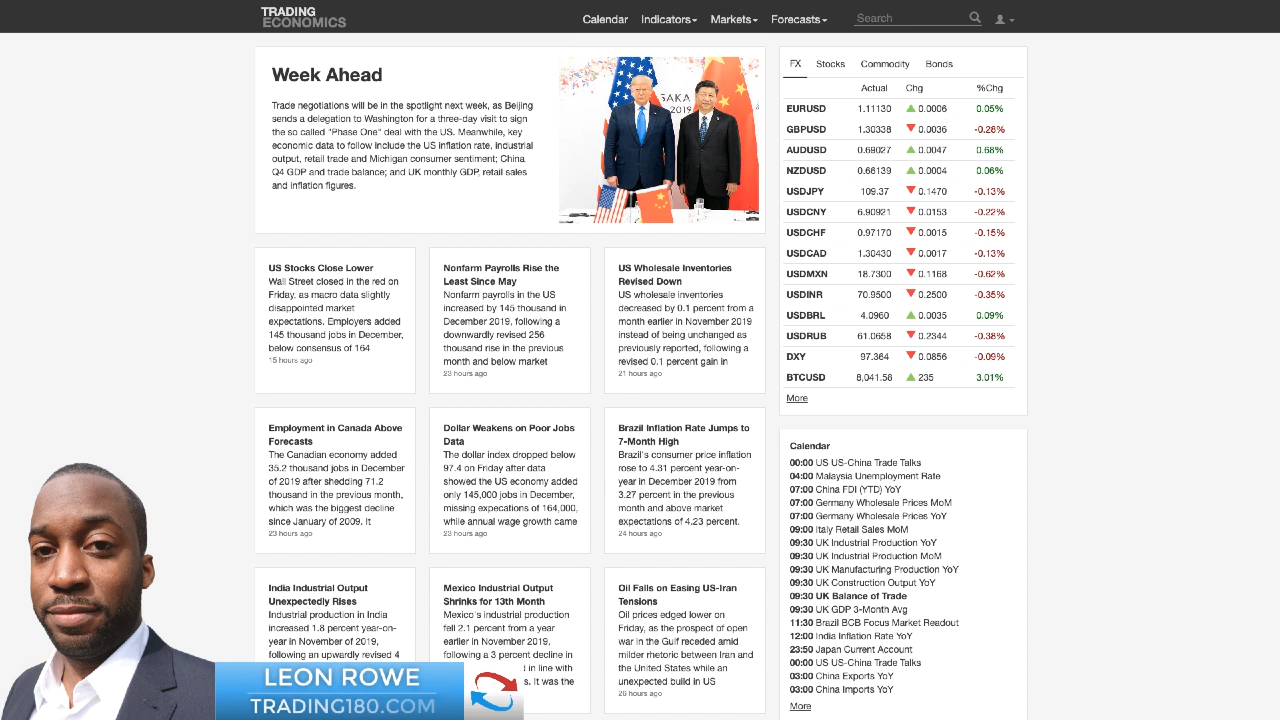 TRADING
ECONOMICS
Calendar Indicators Markets Forecasts Search
Week Ahead
Trade negotiations will be in the spotlight next week, as Beijing
sends a delegation to Washington for a three-day visit to sign
the so called "Phase One" deal with the US. Meanwhile, key
economic data to follow include the US inflation rate, industrial
output, retail trade and Michigan consumer sentiment; China
Q4 GDP and trade balance; and UK monthly GDP, retail sales
and inflation figures.
SAKA
2019
US Stocks Close Lower
Wall Street closed in the red on
Friday, as macro data slightly
disappointed market
expectations. Employers added
145 thousand jobs in December,
below consensus of 164
15 hours ago
Nonfarm Payrolls Rise the
Least Since May
Nonfarm payrolls in the US
increased by 145 thousand in
December 2019, following a
downwardly revised 256
thousand rise in the previous
month and below market
23 hours ago
US Wholesale Inventories
Revised Down
US wholesale inventories
decreased by 0.1 percent from a
month earlier in November 2019
instead of being unchanged as
previously reported, following a
revised 0.1 percent gain in
21 hours ago
Employment in Canada Above
Forecasts
The Canadian economy added
35.2 thousand jobs in December
of 2019 after shedding 71.2
thousand in the previous month,
which was the biggest decline
since January of 2009. It
23 hours ago
Dollar Weakens on Poor Jobs
Data
The dollar index dropped below
97.4 on Friday after data
showed the US economy added
only 145,000 jobs in December,
missing expecations of 164,000,
while annual wage growth came
23 hours ago
Brazil Inflation Rate Jumps to
7-Month High
Brazil's consumer price inflation
rose to 4.31 percent year-on-
year in December 2019 from
3.27 percent in the previous
month and above market
expectations of 4.23 percent.
24 hours ago
India Industrial Output
Unexpectedly Rises
Industrial production in India
increased 1.8 percent year-on-
year in November of 2019,
following an upwardly revised 4
Mexico Industrial Output
Shrinks for 13th Month
Mexico's industrial production
fell 2.1 percent from a year
earlier in November 2019,
following a 3 percent decline in
in line with
s. It was the
Oil Falls on Easing US-Iran
Tensions
Oil prices edged lower on
Friday, as the prospect of open
war in the Gulf receded amid
milder rhetoric between Iran and
the United States while an
unexpected build in US
26 hours ago
FX Stocks Commodity Bonds
Actual Chg %Chg
EURUSD 1.11130 0.0006 0.05%
GBPUSD 1.30338 0.0036 -0.28%
AUDUSD 0.69027 0.0047 0.68%
NZDUSD 0.66139 0.0004 0.06%
USDJPY 109.37 0.1470 -0.13%
USDCNY 6.90921 0.0153 -0.22%
USDCHF 0.97170 0.0015 -0.15%
USDCAD 1.30430 0.0017 -0.13%
USDMXN 18.7300 0.1168 -0.62%
USDINR 70.9500 0.2500 -0.35%
USDBRL 4.0960 0.0035 0.09%
USDRUB 61.0658 0.2344 -0.38%
DXY 97.364 0.0856 -0.09%
BTCUSD 8,041.58 235 3.01%
More
Calendar
00:00 US US-China Trade Talks
04:00 Malaysia Unemployment Rate
07:00 China FDI (YTD) YoY
07:00 Germany Wholesale Prices MoM
07:00 Germany Wholesale Prices YoY
09:00 Italy Retail Sales MoM
09:30 UK Industrial Production YoY
09:30 UK Industrial Production MoM
09:30 UK Manufacturing Production YoY
09:30 UK Construction Output YoY
09:30 UK Balance of Trade
09:30 UK GDP 3-Month Avg
11:30 Brazil BCB Focus Market Readout
12:00 India Inflation Rate YoY
23:50 Japan Current Account
00:00 US US-China Trade Talks
03:00 China Exports YoY
03:00 China Imports YoY
More
LEON ROWE
TRADING180.COM